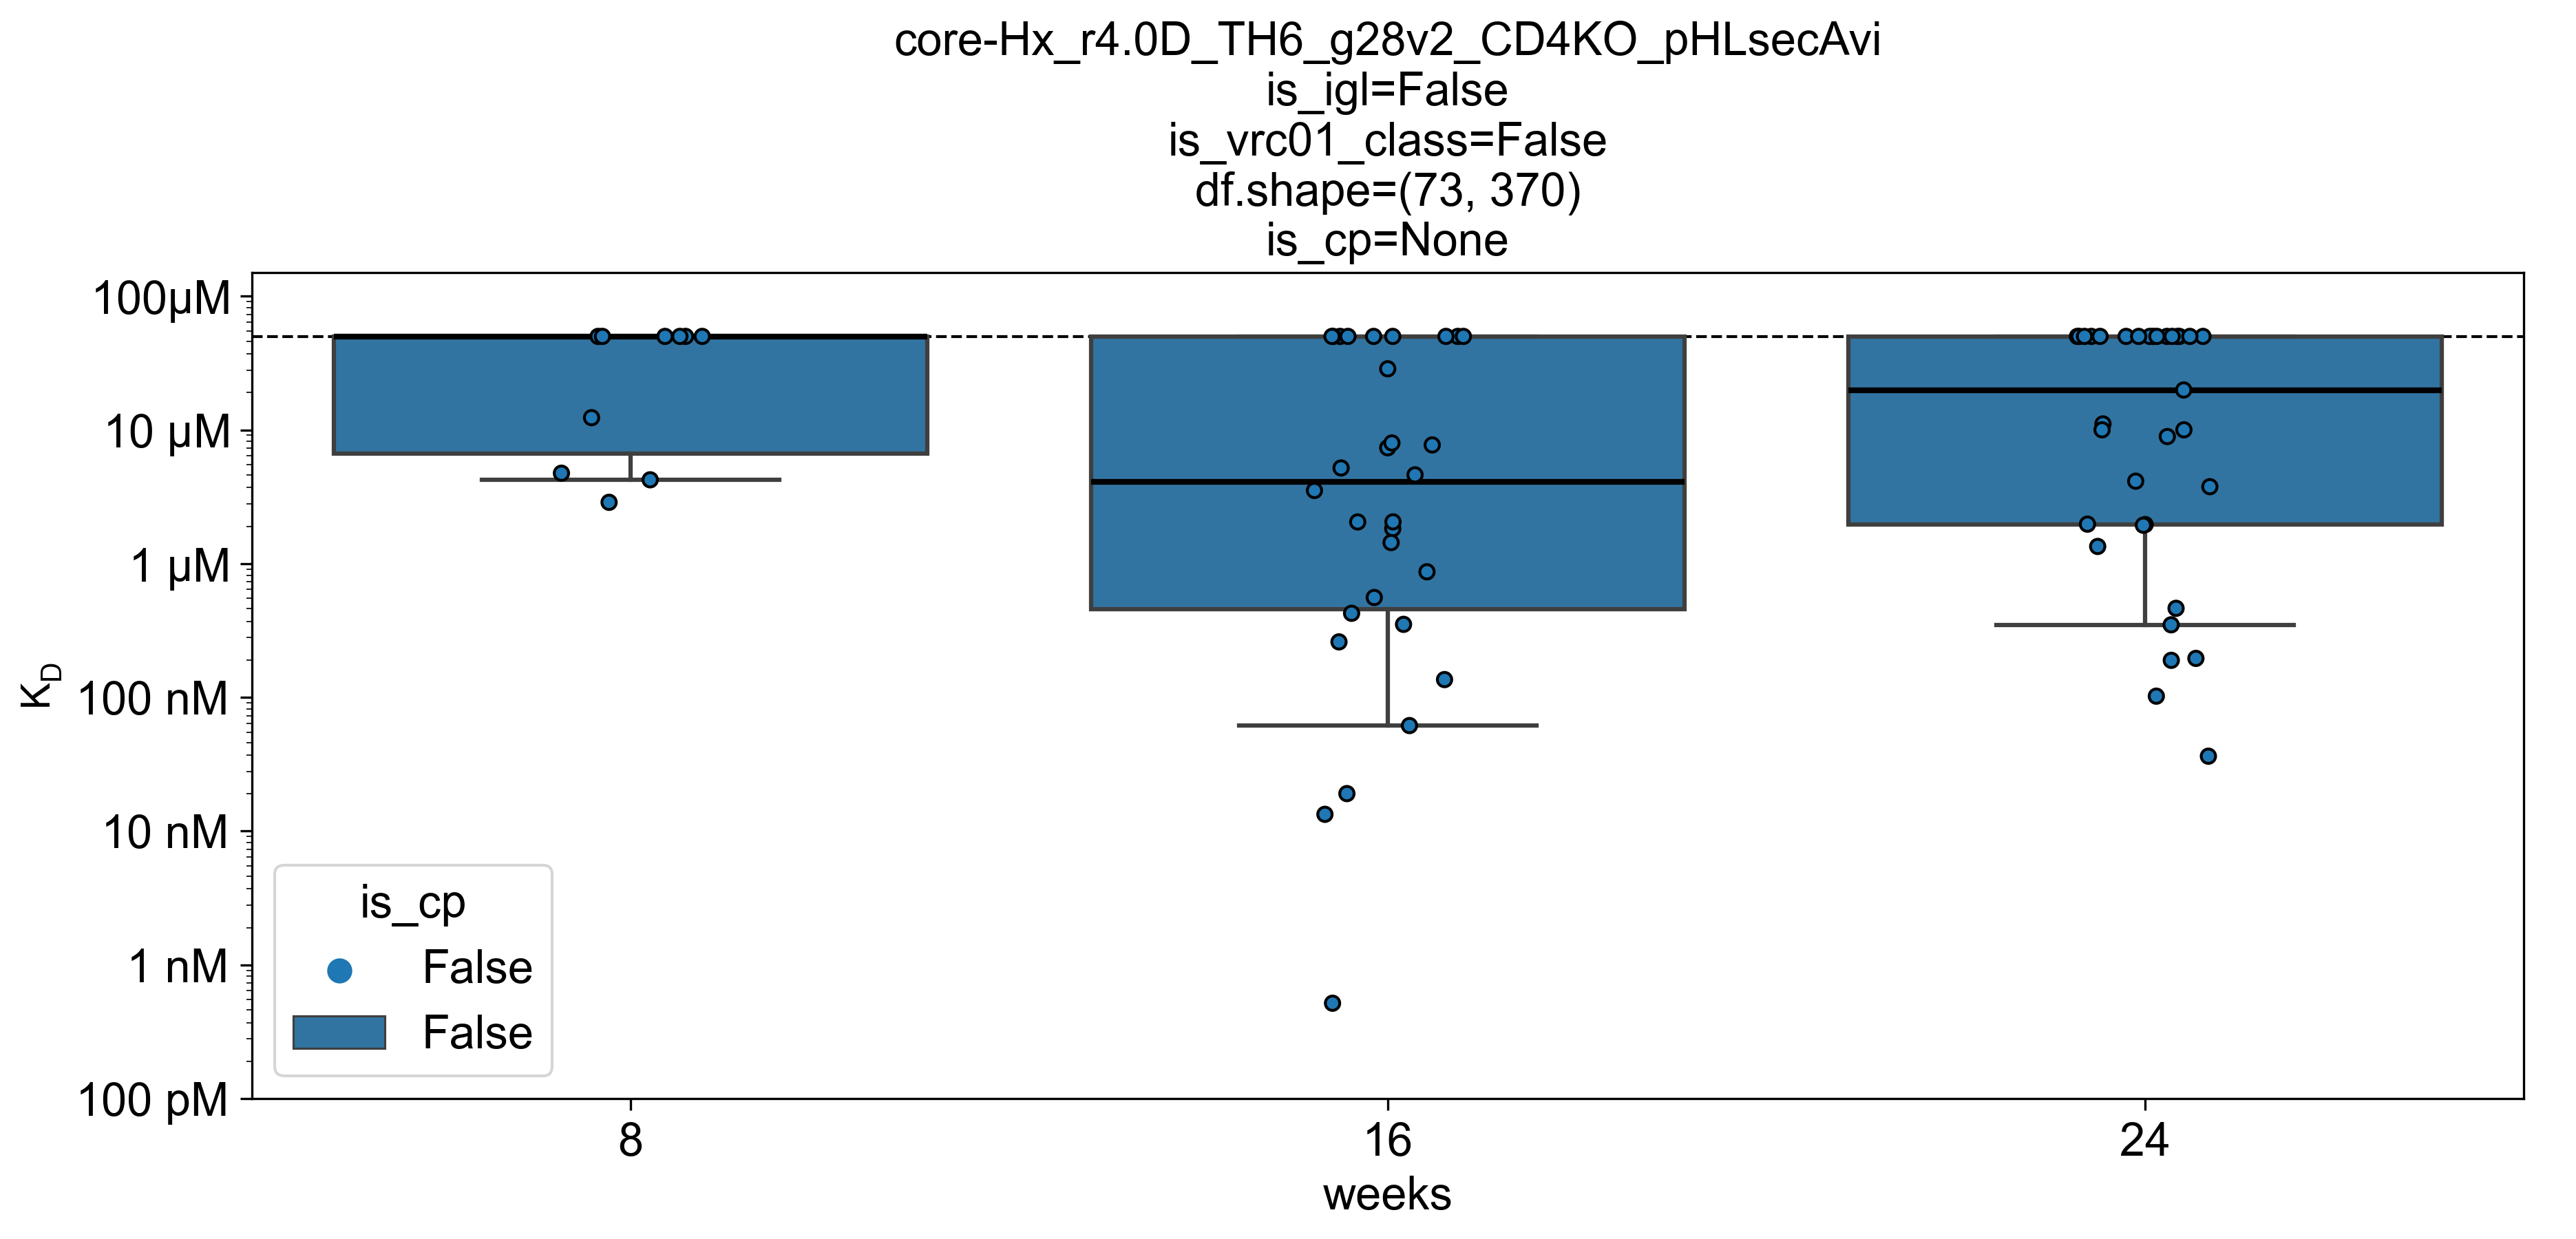 core-Hx_r4.0D_TH6_g28v2_CD4KO_pHLsecAvi
is_igl=False
is_vrc01_class=False
df.shape=(73, 370)
is_cp=None
100µM
10 µM
1 µM
100 nM
10 nM
1 nM
100 pM
K_D
is_cp
False
False
8
16
24
weeks